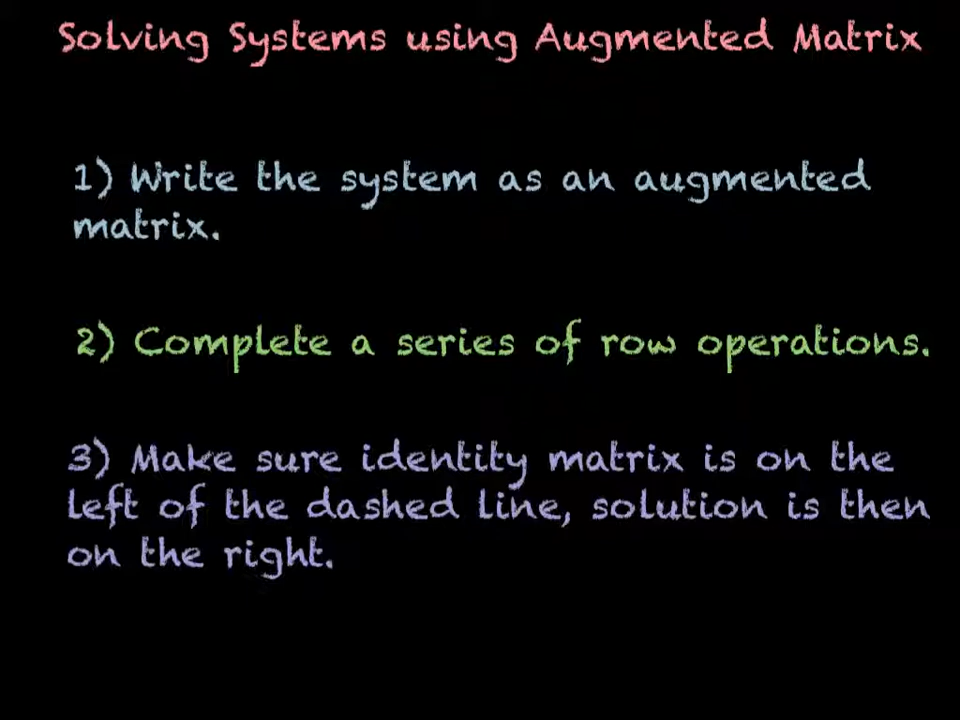 Solving Systems using Augmented Matrix
1) Write the system as an augmented
matrix.
2) Complete a series of row operations.
3) Make sure identity matrix is on the
left of the dashed line, solution is then
on the right.